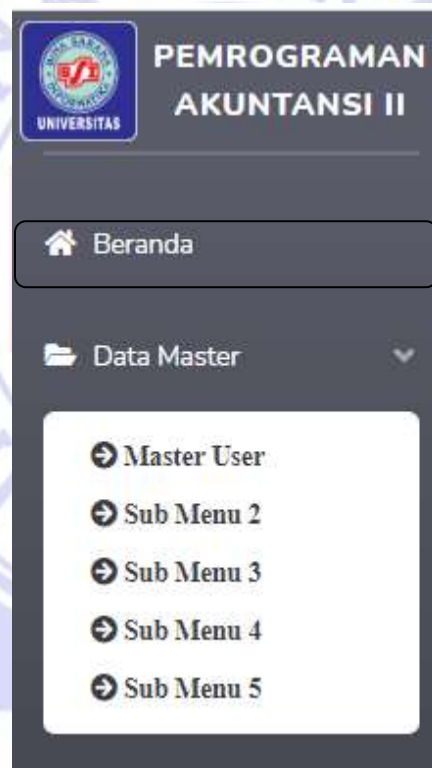 UNIVERSITAS
PEMROGRAMAN
AKUNTANSI II
Beranda
Data Master
Master User
Sub Menu 2
Sub Menu 3
Sub Menu 4
Sub Menu 5